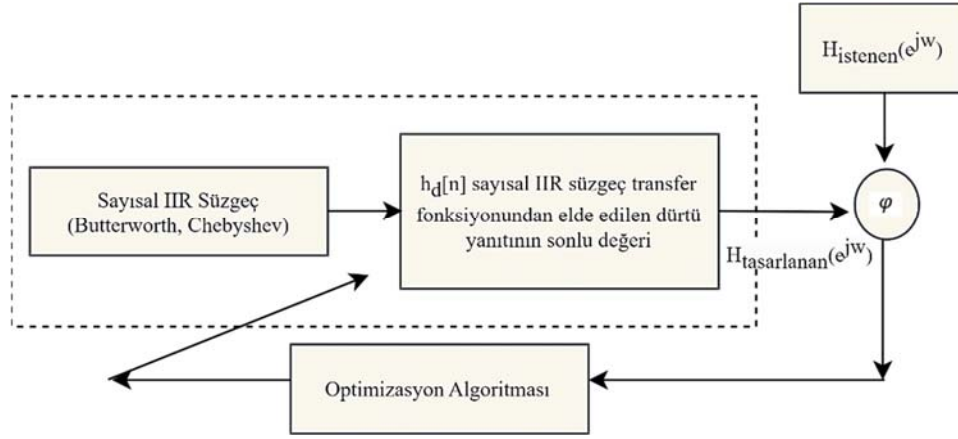 H_istenen(e^jw)
Sayısal IIR Süzgeç
(Butterworth, Chebyshev)
h_d[n] sayısal IIR süzgeç transfer
fonksiyonundan elde edilen dürtü
yanıtının sonlu değeri
φ
H_tasarlanan(e^jw)
Optimizasyon Algoritması